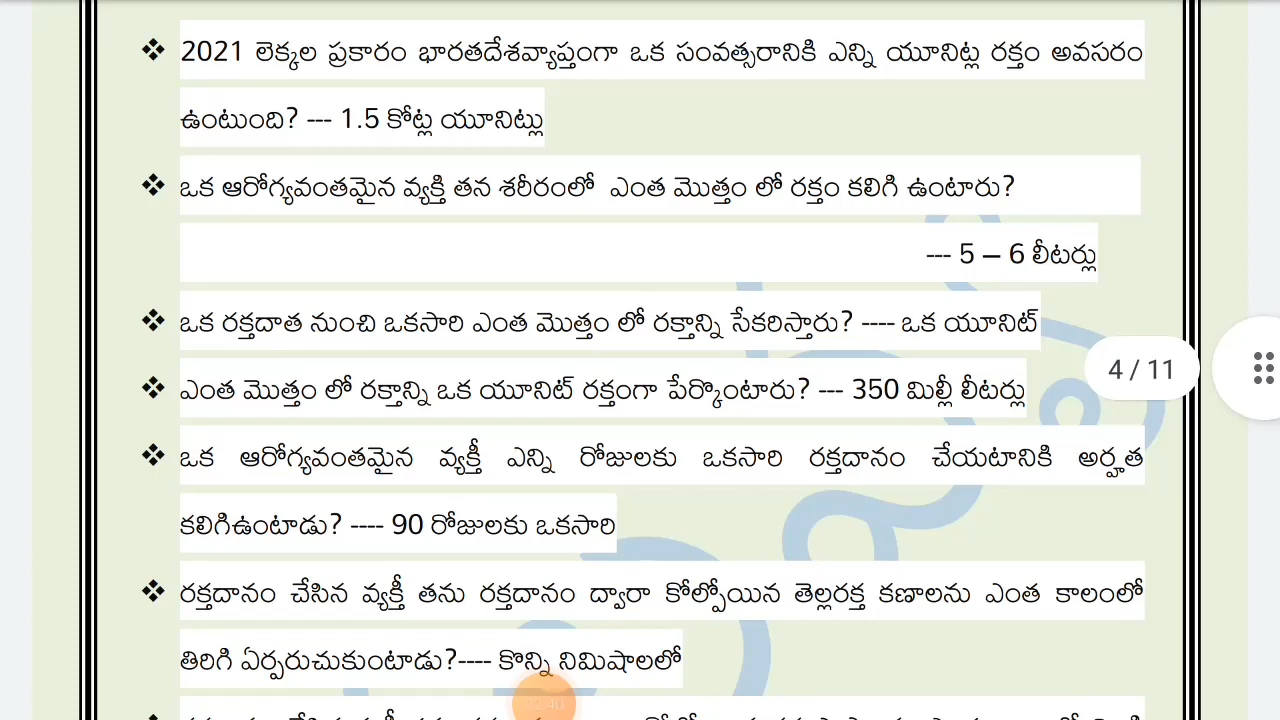 ❖ 2021 లెక్కల ప్రకారం భారతదేశవ్యాప్తంగా ఒక సంవత్సరానికి ఎన్ని యూనిట్ల రక్తం అవసరం
ఉంటుంది? --- 1.5 కోట్ల యూనిట్లు
❖ ఒక ఆరోగ్యవంతమైన వ్యక్తి తన శరీరంలో ఎంత మొత్తం లో రక్తం కలిగి ఉంటారు?
--- 5 – 6 లీటర్లు
❖ ఒక రక్తదాత నుంచి ఒకసారి ఎంత మొత్తం లో రక్తాన్ని సేకరిస్తారు? ---- ఒక యూనిట్
4 / 11
❖ ఎంత మొత్తం లో రక్తాన్ని ఒక యూనిట్ రక్తంగా పేర్కొంటారు? --- 350 మిల్లీ లీటర్లు
❖ ఒక ఆరోగ్యవంతమైన వ్యక్తీ ఎన్ని రోజులకు ఒకసారి రక్తదానం చేయటానికి అర్హత
కలిగిఉంటాడు? ---- 90 రోజులకు ఒకసారి
❖ రక్తదానం చేసిన వ్యక్తీ తను రక్తదానం ద్వారా కోల్పోయిన తెల్లరక్త కణాలను ఎంత కాలంలో
తిరిగి ఏర్పరుచుకుంటాడు?---- కొన్ని నిమిషాలలో
22:40